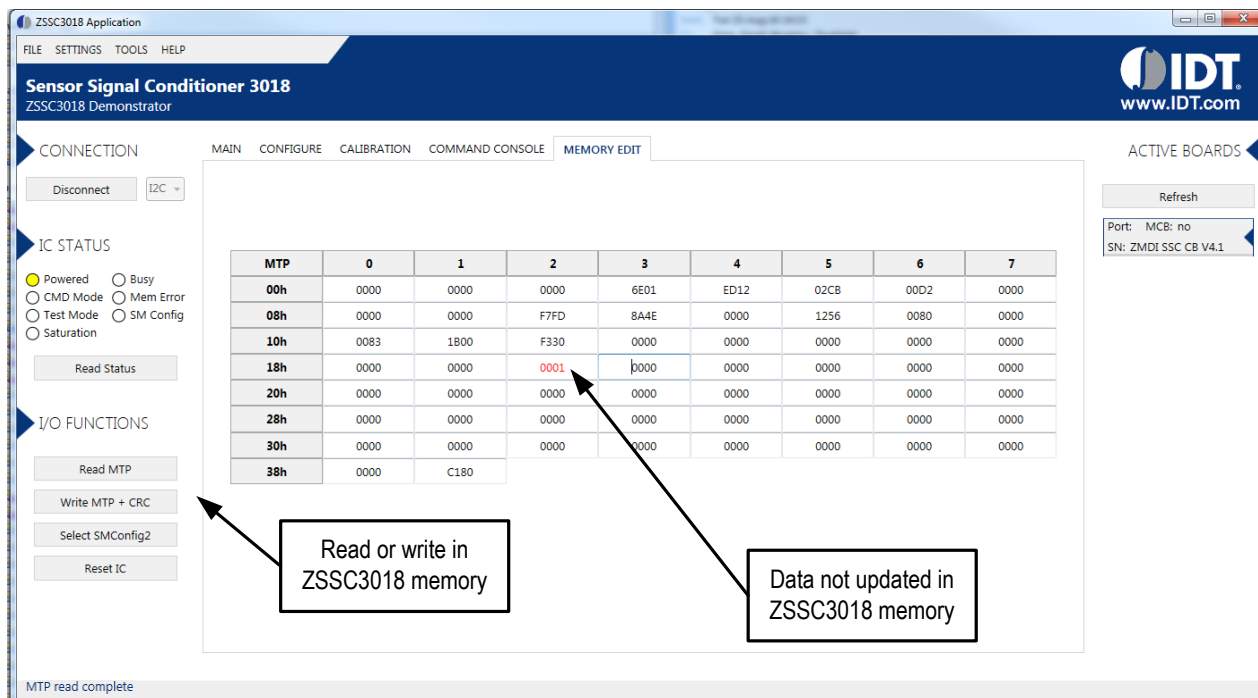 ZSSC3018 Application
FILE SETTINGS TOOLS HELP
IDT.
www.IDT.com
Sensor Signal Conditioner 3018
ZSSC3018 Demonstrator
CONNECTION
Disconnect I2C
IC STATUS
Powered Busy
CMD Mode Mem Error
Test Mode SM Config
Saturation
Read Status
I/O FUNCTIONS
Read MTP
Write MTP + CRC
Select SMConfig2
Reset IC
MAIN CONFIGURE CALIBRATION COMMAND CONSOLE MEMORY EDIT
MTP 0 1 2 3 4 5 6 7
00h 0000 0000 0000 6E01 ED12 02CB 00D2 0000
08h 0000 0000 F7FD 8A4E 0000 1256 0080 0000
10h 0083 1B00 F330 0000 0000 0000 0000 0000
18h 0000 0000 0001 0000 0000 0000 0000 0000
20h 0000 0000 0000 0000 0000 0000 0000 0000
28h 0000 0000 0000 0000 0000 0000 0000 0000
30h 0000 0000 0000 0000 0000 0000 0000 0000
38h 0000 C180
Read or write in
ZSSC3018 memory
Data not updated in
ZSSC3018 memory
ACTIVE BOARDS
Refresh
Port: MCB: no
SN: ZMDI SSC CB V4.1
MTP read complete